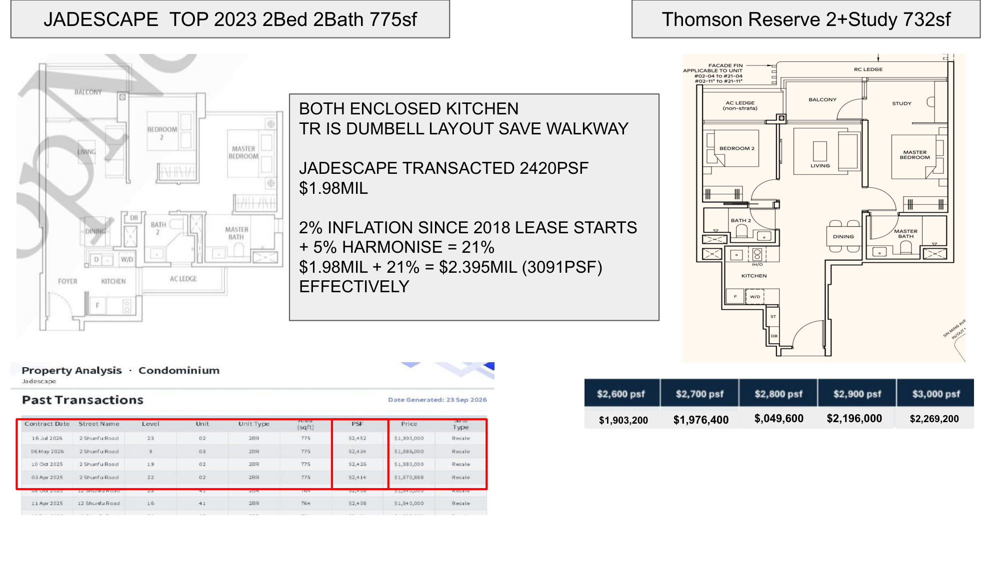 JADESCAPE TOP 2023 2Bed 2Bath 775sf
Thomson Reserve 2+Study 732sf
BALCONY
BEDROOM
2
LIVING
MASTER
BEDROOM
DB
BATH
2
DINING
MASTER
BATH
D
W/D
FOYER
KITCHEN
AC LEDGE
F
BOTH ENCLOSED KITCHEN
TR IS DUMBELL LAYOUT SAVE WALKWAY
JADESCAPE TRANSACTED 2420PSF
$1.98MIL
2% INFLATION SINCE 2018 LEASE STARTS
+ 5% HARMONISE = 21%
$1.98MIL + 21% = $2.395MIL (3091PSF)
EFFECTIVELY
FACADE FIN
APPLICABLE TO UNIT
#02-04 to #21-04
#02-11* to #21-11*
RC LEDGE
AC LEDGE
(non-strata)
BALCONY
STUDY
BEDROOM 2
LIVING
MASTER
BEDROOM
BATH 2
DINING
MASTER
BATH
IH/O
KITCHEN
F
W/D
ST
DB
SIN MING AVE
IN/OUT
Property Analysis · Condominium
Jadescape
Past Transactions
Date Generated: 23 Sep 2026
Contract Date Street Name Level Unit Unit Type Area (sqft) PSF Price Sale Type
16 Jul 2026 2 Shunfu Road 23 02 2BR 775 $2,452 $1,900,000 Resale
06 May 2026 2 Shunfu Road 9 03 2BR 775 $2,434 $1,886,000 Resale
10 Oct 2025 2 Shunfu Road 19 02 2BR 775 $2,426 $1,880,000 Resale
03 Apr 2025 2 Shunfu Road 22 02 2BR 775 $2,414 $1,870,888 Resale
08 Oct 2025 12 Shunfu Road 23 41 2BR 764 $2,408 $1,840,000 Resale
11 Apr 2025 12 Shunfu Road 16 41 2BR 764 $2,408 $1,840,000 Resale
$2,600 psf $2,700 psf $2,800 psf $2,900 psf $3,000 psf
$1,903,200 $1,976,400 $,049,600 $2,196,000 $2,269,200